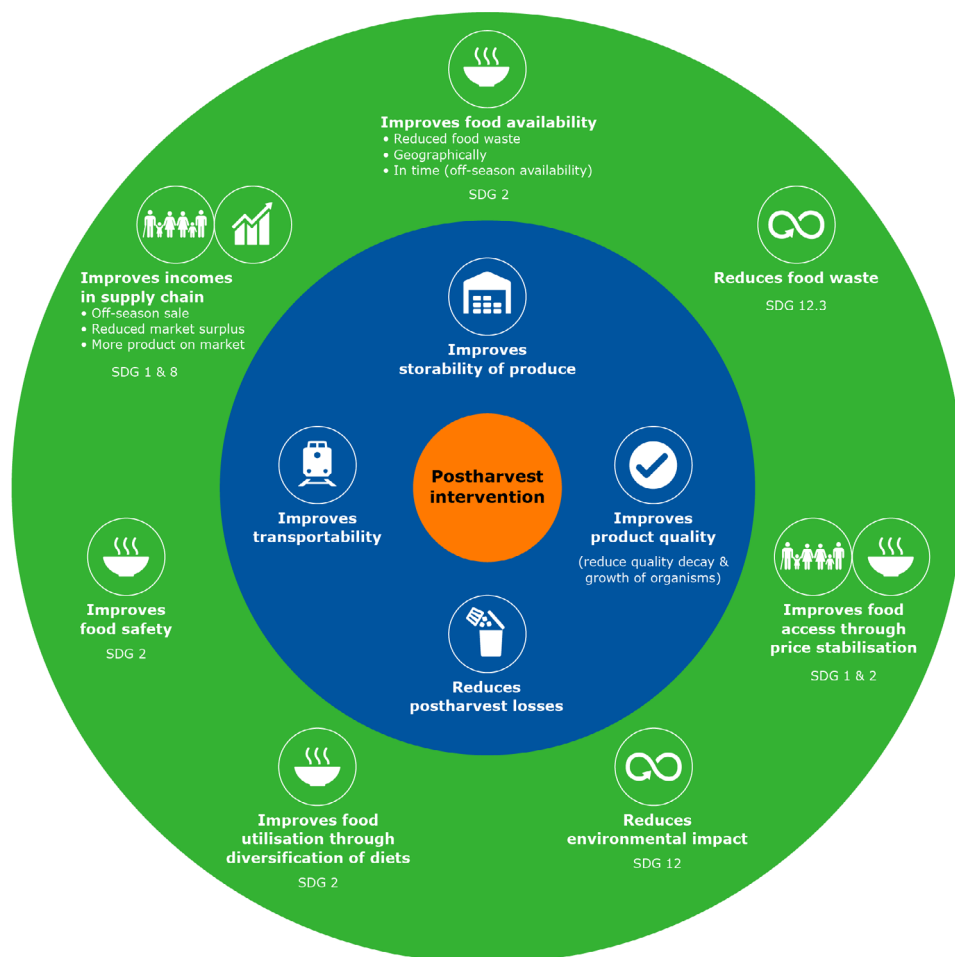 Improves food availability
• Reduced food waste
• Geographically
• In time (off-season availability)
SDG 2
Improves incomes
in supply chain
• Off-season sale
• Reduced market surplus
• More product on market
SDG 1 & 8
Reduces food waste
SDG 12.3
Improves
storability of produce
Postharvest
intervention
Improves
transportability
Improves
product quality
(reduce quality decay &
growth of organisms)
Reduces
postharvest losses
Improves
food safety
SDG 2
Improves food
access through
price stabilisation
SDG 1 & 2
Improves food
utilisation through
diversification of diets
SDG 2
Reduces
environmental impact
SDG 12